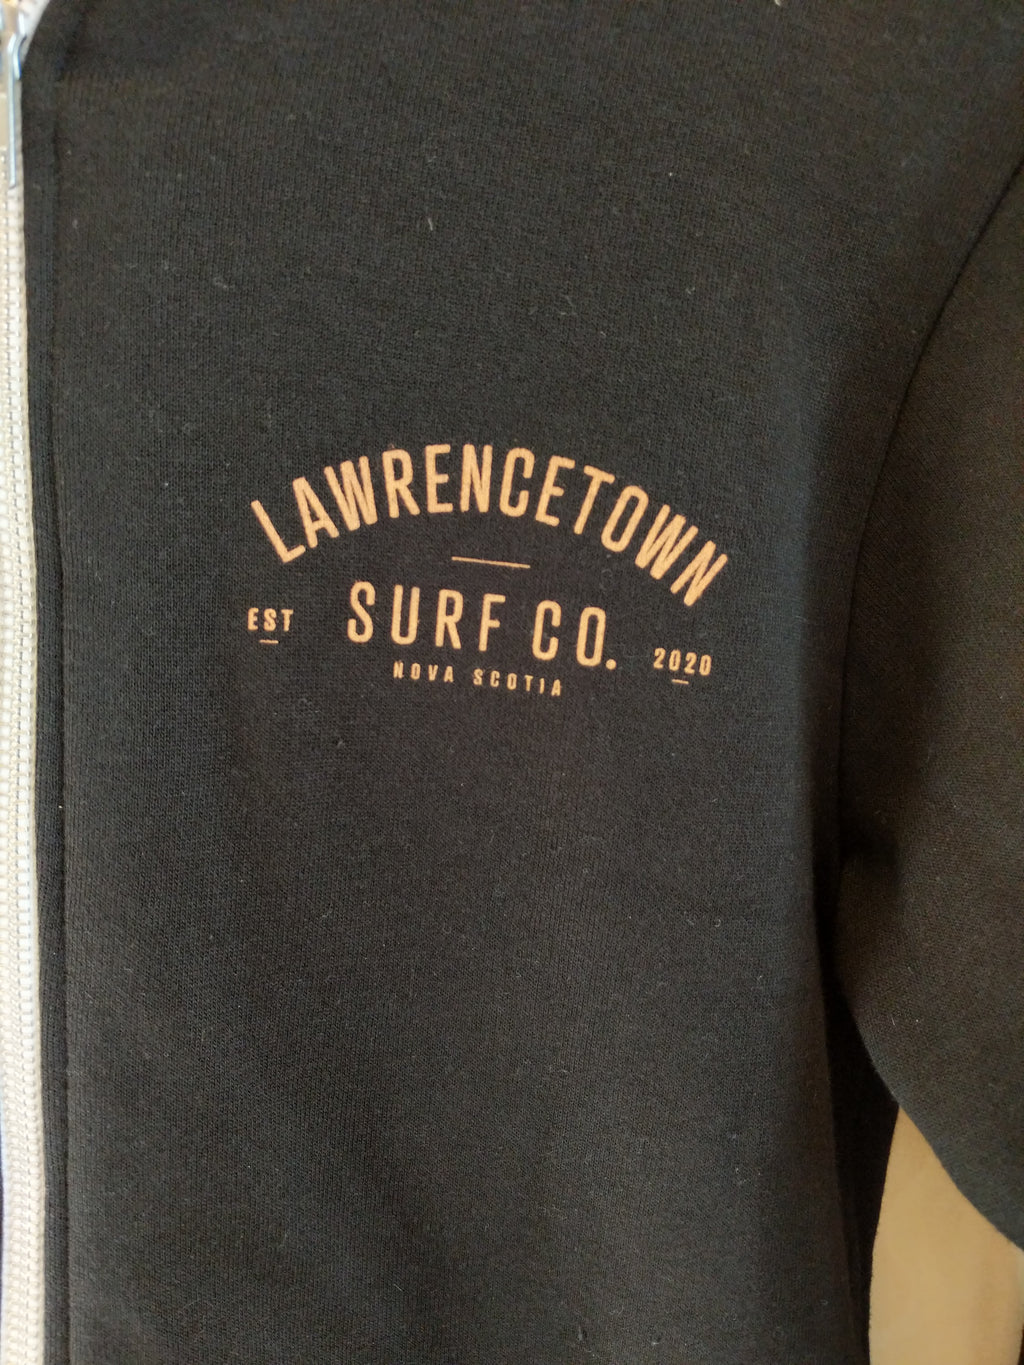 LAWRENCETOWN
EST SURF CO. 2020
NOVA SCOTIA